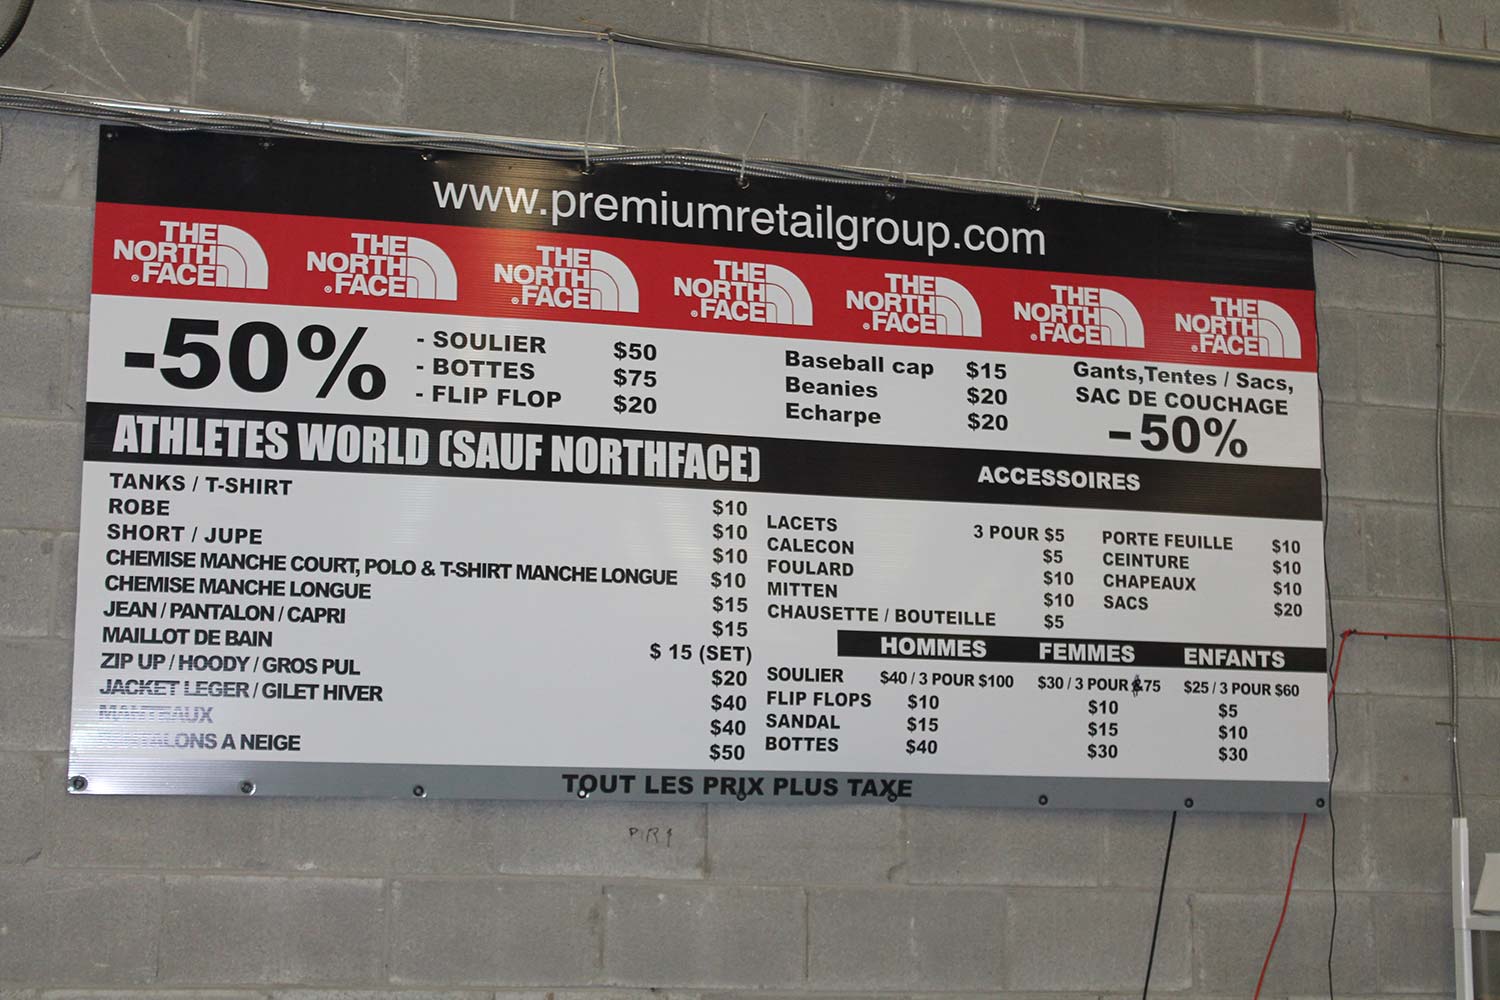 www.premiumretailgroup.com
THE NORTH FACE
THE NORTH FACE
THE NORTH FACE
THE NORTH FACE
THE NORTH FACE
THE NORTH FACE
THE NORTH FACE
-50%
- SOULIER $50
- BOTTES $75
- FLIP FLOP $20
Baseball cap $15
Beanies $20
Echarpe $20
Gants,Tentes / Sacs,
SAC DE COUCHAGE
-50%
ATHLETES WORLD (SAUF NORTHFACE)
TANKS / T-SHIRT $10
ROBE $10
SHORT / JUPE $10
CHEMISE MANCHE COURT, POLO & T-SHIRT MANCHE LONGUE $10
CHEMISE MANCHE LONGUE $15
JEAN / PANTALON / CAPRI $15
MAILLOT DE BAIN $ 15 (SET)
ZIP UP / HOODY / GROS PUL $20
JACKET LEGER / GILET HIVER $40
MANTEAUX $40
PANTALONS A NEIGE $50
ACCESSOIRES
LACETS 3 POUR $5
CALECON $5
FOULARD $10
MITTEN $10
CHAUSETTE / BOUTEILLE $5
PORTE FEUILLE $10
CEINTURE $10
CHAPEAUX $10
SACS $20
HOMMES FEMMES ENFANTS
SOULIER $40 / 3 POUR $100 $30 / 3 POUR $75 $25 / 3 POUR $60
FLIP FLOPS $10 $10 $5
SANDAL $15 $15 $10
BOTTES $40 $30 $30
TOUT LES PRIX PLUS TAXE